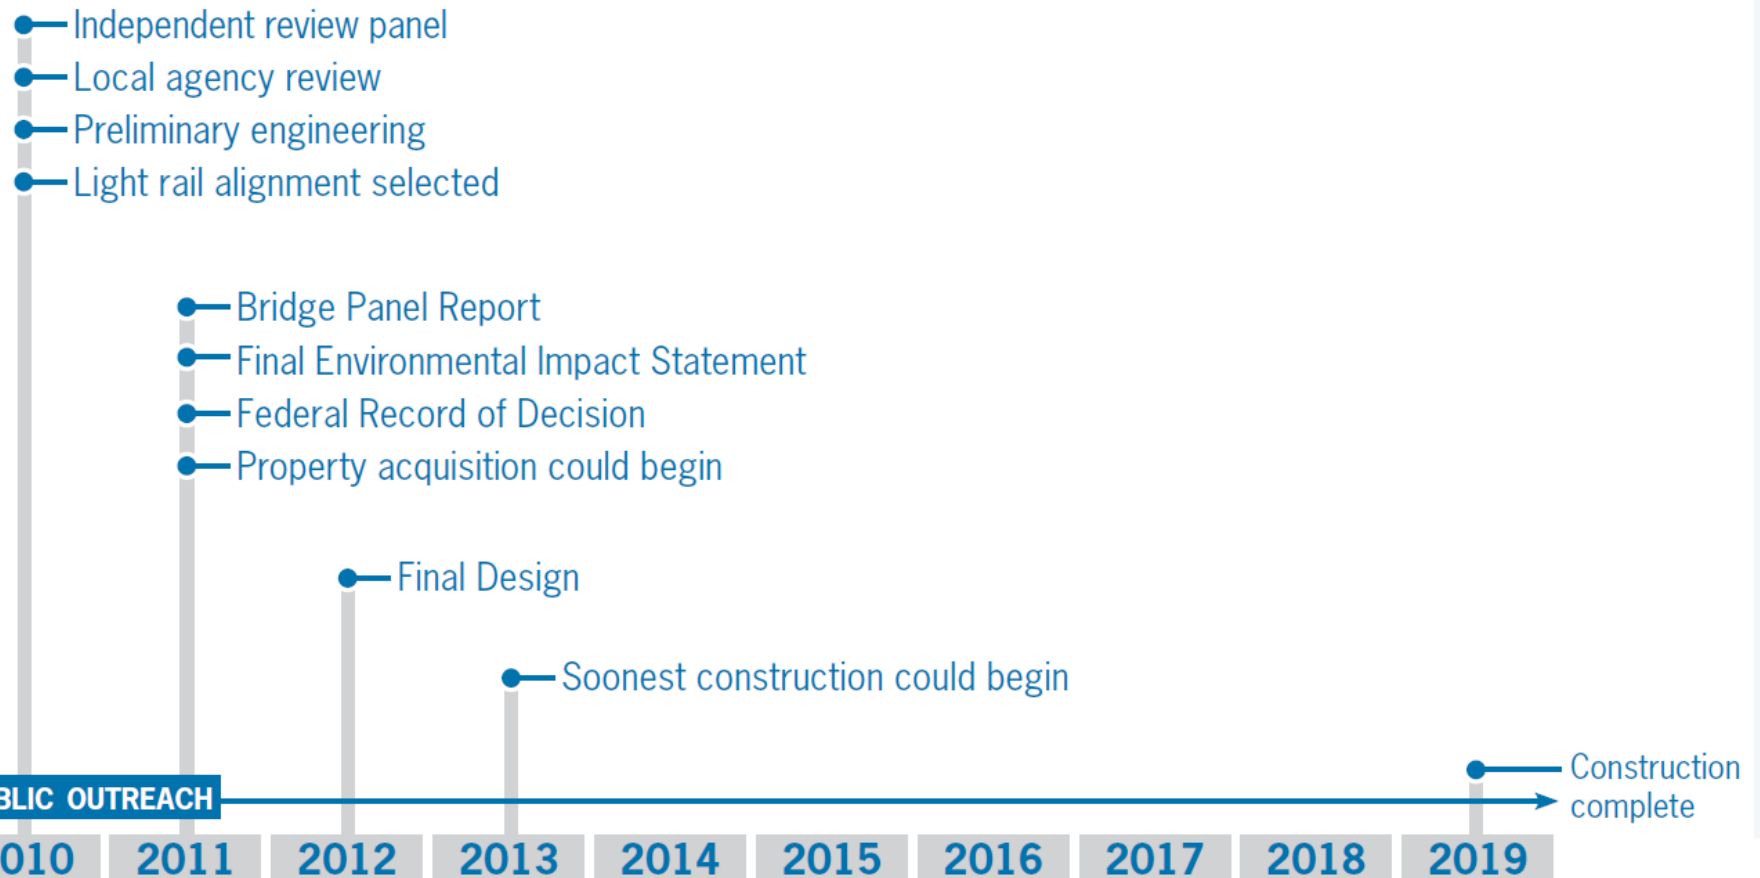 Independent review panel
Local agency review
Preliminary engineering
Light rail alignment selected
Bridge Panel Report
Final Environmental Impact Statement
Federal Record of Decision
Property acquisition could begin
Final Design
Soonest construction could begin
Construction
complete
BLIC OUTREACH
010 2011 2012 2013 2014 2015 2016 2017 2018 2019